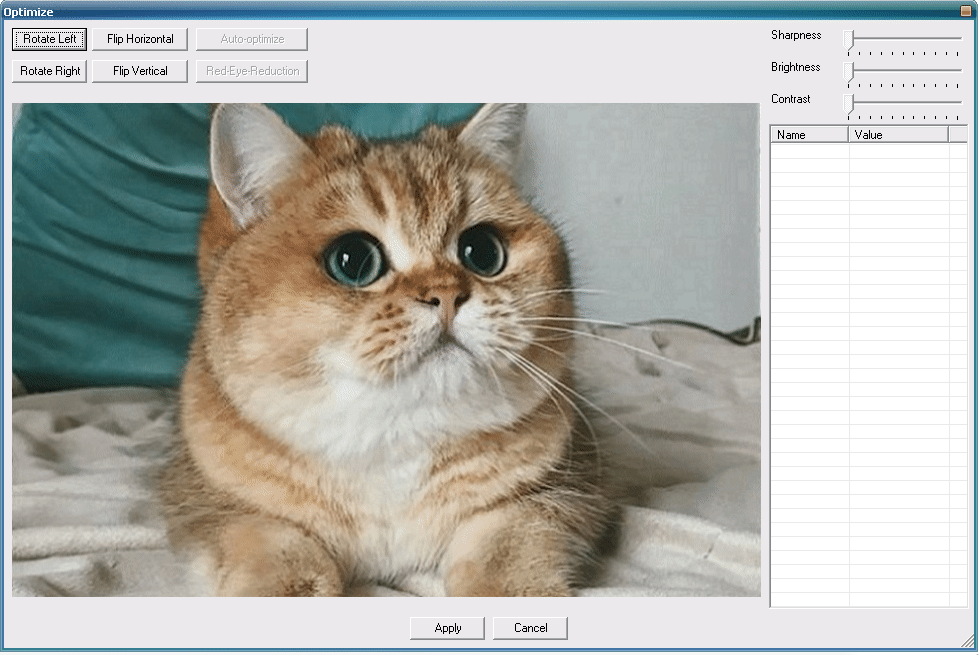 Optimize
Rotate Left Flip Horizontal Auto-optimize Sharpness
Rotate Right Flip Vertical Red-Eye-Reduction Brightness
Contrast
Name Value
Apply Cancel